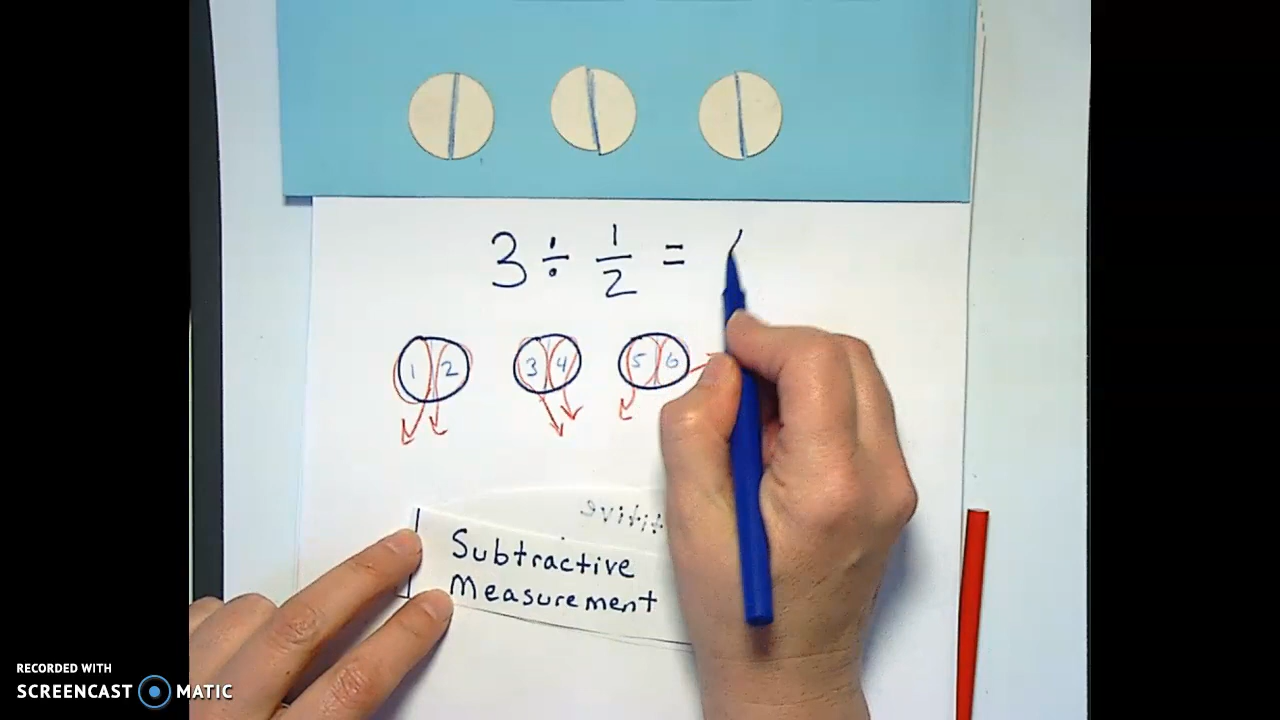 3 ÷ 1/2 =
1 2 3 4 5 6
Subtractive
Measurement
RECORDED WITH
SCREENCAST MATIC